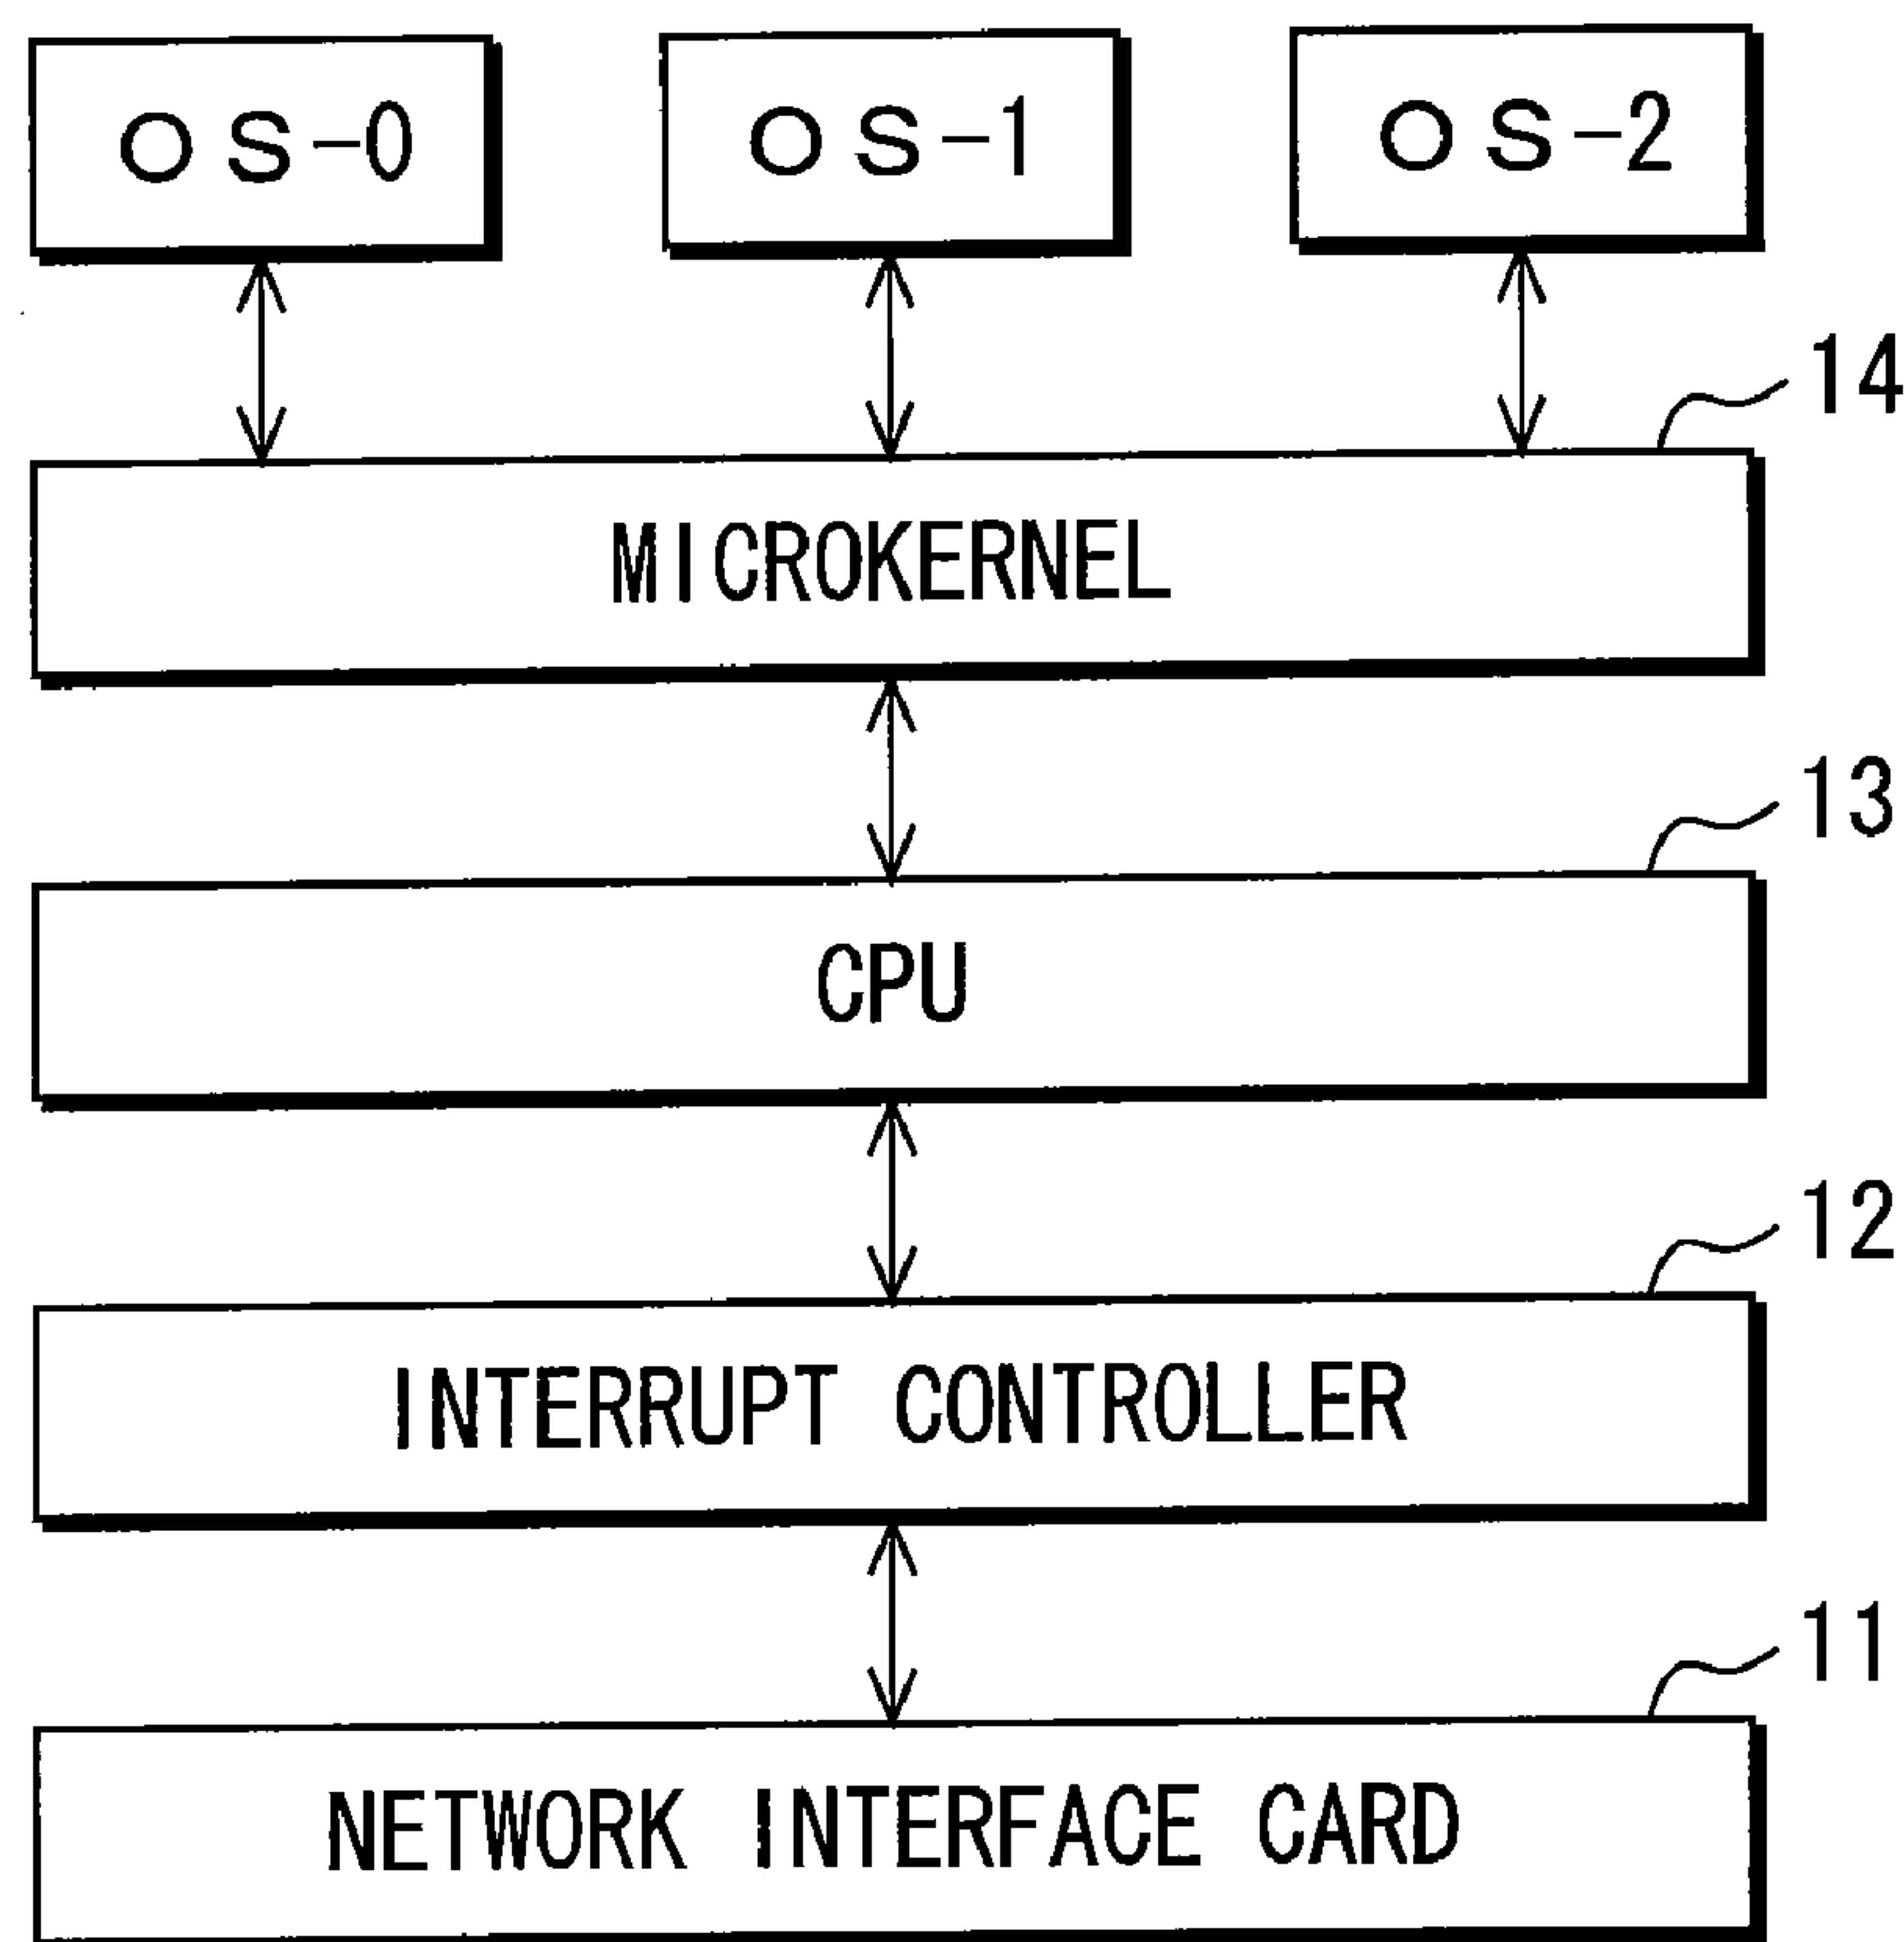 OS-0 OS-1 OS-2
14
MICROKERNEL
13
CPU
12
INTERRUPT CONTROLLER
11
NETWORK INTERFACE CARD